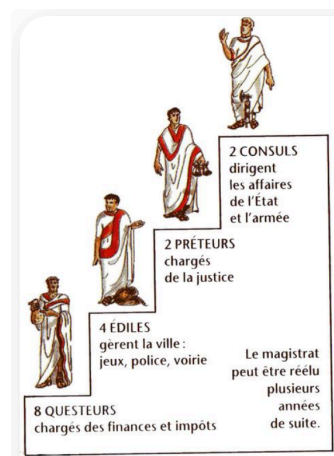 2 CONSULS
dirigent
les affaires
de l'État
et l'armée
2 PRÉTEURS
chargés
de la justice
4 ÉDILES
gèrent la ville :
jeux, police, voirie
Le magistrat
peut être réélu
plusieurs
années
de suite.
8 QUESTEURS
chargés des finances et impôts